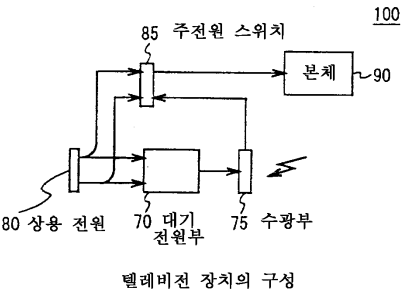 100
85 주전원 스위치
본체
90
80 상용 전원
70 대기
전원부
75 수광부
텔레비전 장치의 구성